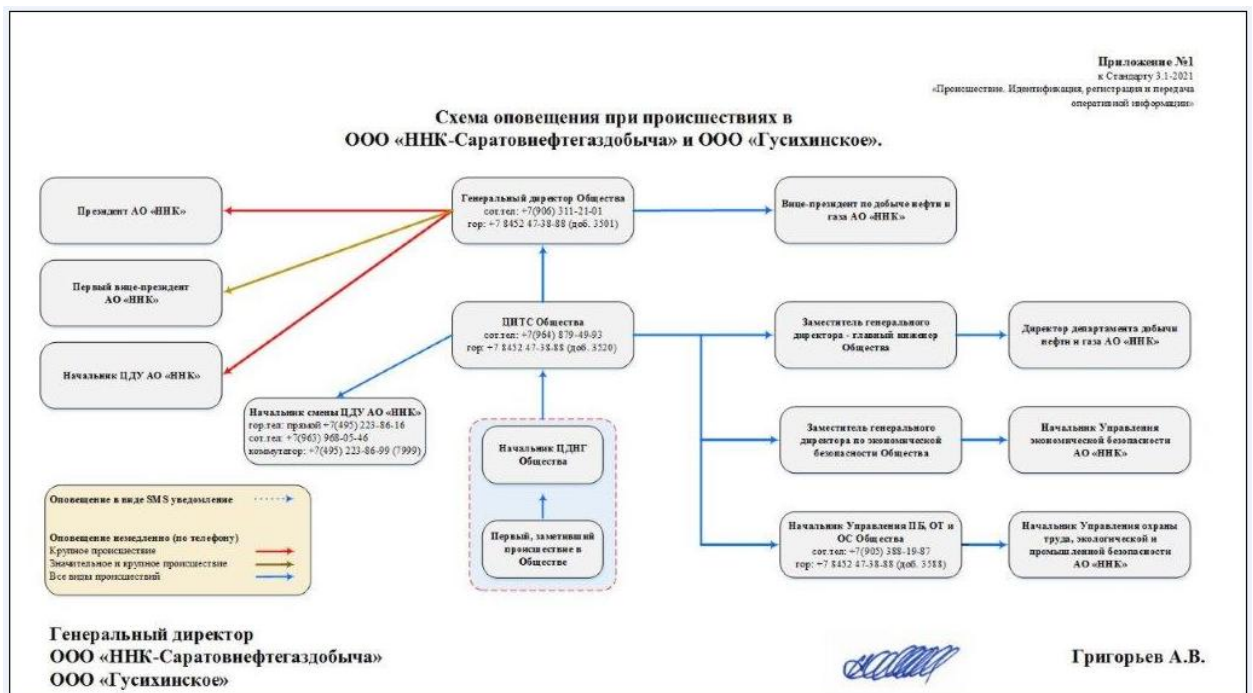 Приложение №1
к Стандарту 3.1-2021
«Происшествие. Идентификация, регистрация и передача
оперативной информации»
Схема оповещения при происшествиях в
ООО «ННК-Саратовнефтегаздобыча» и ООО «Гусихинское».
Президент АО «ННК»
Генеральный директор Общества
сот.тел: +7(906) 311-21-01
гор: +7 8452 47-38-88 (доб. 3501)
Вице-президент по добыче нефти и
газа АО «ННК»
Первый вице-президент
АО «ННК»
ЦИТС Общества
сот.тел: +7(964) 879-49-93
гор: +7 8452 47-38-88 (доб. 3520)
Заместитель генерального
директора - главный инженер
Общества
Директор департамента добычи
нефти и газа АО «ННК»
Начальник ЦДУ АО «ННК»
Начальник смены ЦДУ АО «ННК»
гор.тел: прямой +7(495) 223-86-16
сот.тел: +7(963) 968-05-46
коммутатор: +7(495) 223-86-99 (7999)
Начальник ЦДНГ
Общества
Заместитель генерального
директора по экономической
безопасности Общества
Начальник Управления
экономической безопасности
АО «ННК»
Первый, заметивший
происшествие в
Обществе
Начальник Управления ПБ, ОТ и
ОС Общества
сот.тел: +7(905) 388-19-87
гор: +7 8452 47-38-88 (доб. 3588)
Начальник Управления охраны
труда, экологической и
промышленной безопасности
АО «ННК»
Оповещение в виде SMS уведомление
Оповещение немедленно (по телефону)
Крупное происшествие
Значительное и крупное происшествие
Все виды происшествий
Генеральный директор
ООО «ННК-Саратовнефтегаздобыча»
ООО «Гусихинское»
Григорьев А.В.